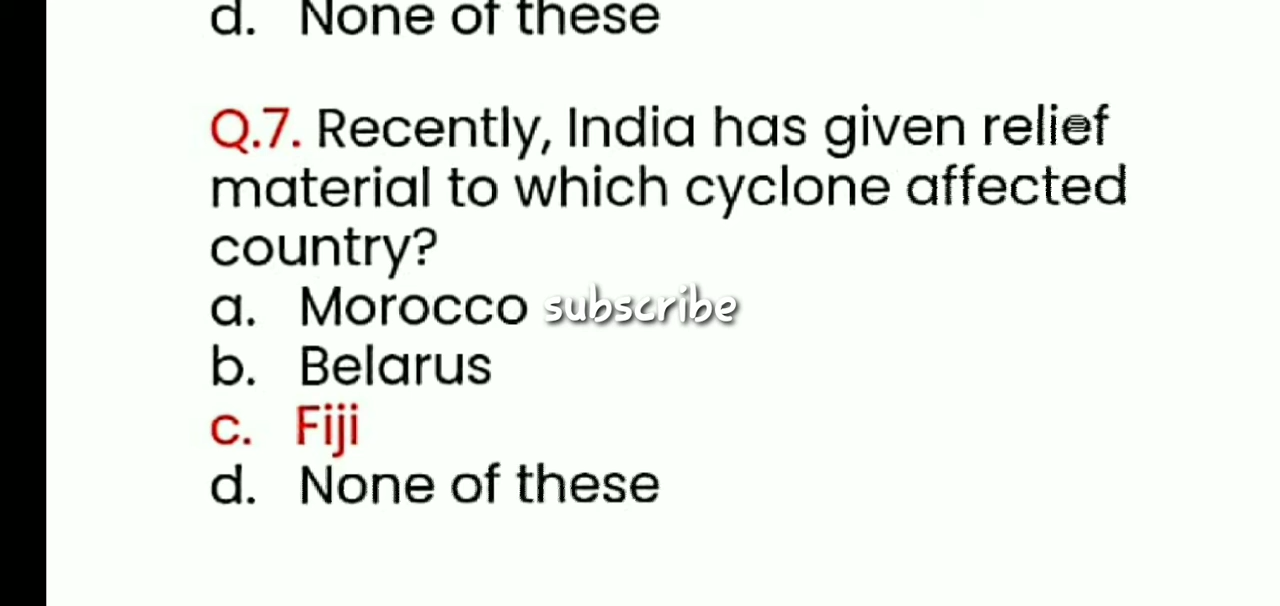 d. None of these
Q.7. Recently, India has given relief
material to which cyclone affected
country?
a. Morocco subscribe
b. Belarus
c. Fiji
d. None of these